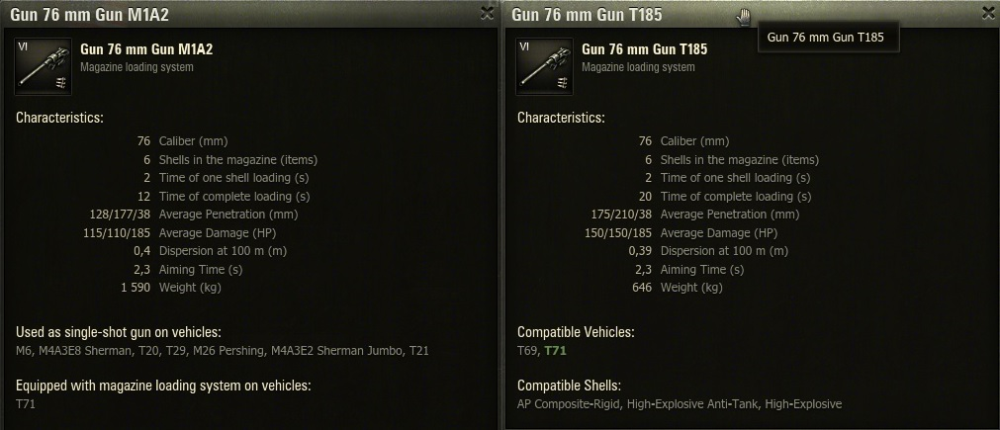 Gun 76 mm Gun M1A2
VI
Gun 76 mm Gun M1A2
Magazine loading system
Characteristics:
76 Caliber (mm)
6 Shells in the magazine (items)
2 Time of one shell loading (s)
12 Time of complete loading (s)
128/177/38 Average Penetration (mm)
115/110/185 Average Damage (HP)
0,4 Dispersion at 100 m (m)
2,3 Aiming Time (s)
1 590 Weight (kg)
Used as single-shot gun on vehicles:
M6, M4A3E8 Sherman, T20, T29, M26 Pershing, M4A3E2 Sherman Jumbo, T21
Equipped with magazine loading system on vehicles:
T71
Gun 76 mm Gun T185
Gun 76 mm Gun T185
VI
Gun 76 mm Gun T185
Magazine loading system
Characteristics:
76 Caliber (mm)
6 Shells in the magazine (items)
2 Time of one shell loading (s)
20 Time of complete loading (s)
175/210/38 Average Penetration (mm)
150/150/185 Average Damage (HP)
0,39 Dispersion at 100 m (m)
2,3 Aiming Time (s)
646 Weight (kg)
Compatible Vehicles:
T69, T71
Compatible Shells:
AP Composite-Rigid, High-Explosive Anti-Tank, High-Explosive